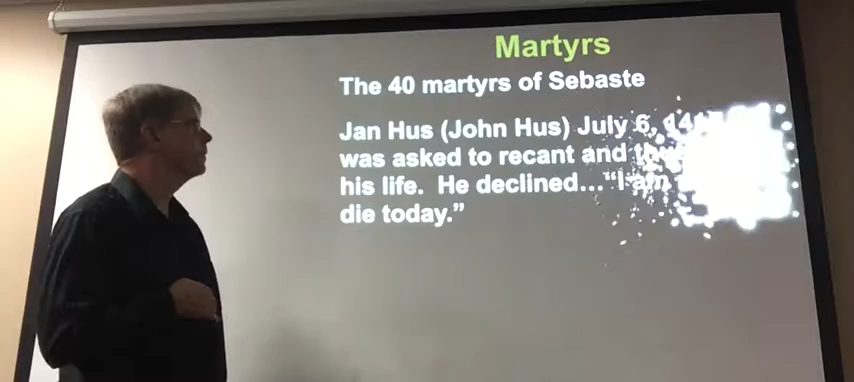 Martyrs
The 40 martyrs of Sebaste
Jan Hus (John Hus) July 6,
was asked to recant and
his life. He declined...“I am
die today.”